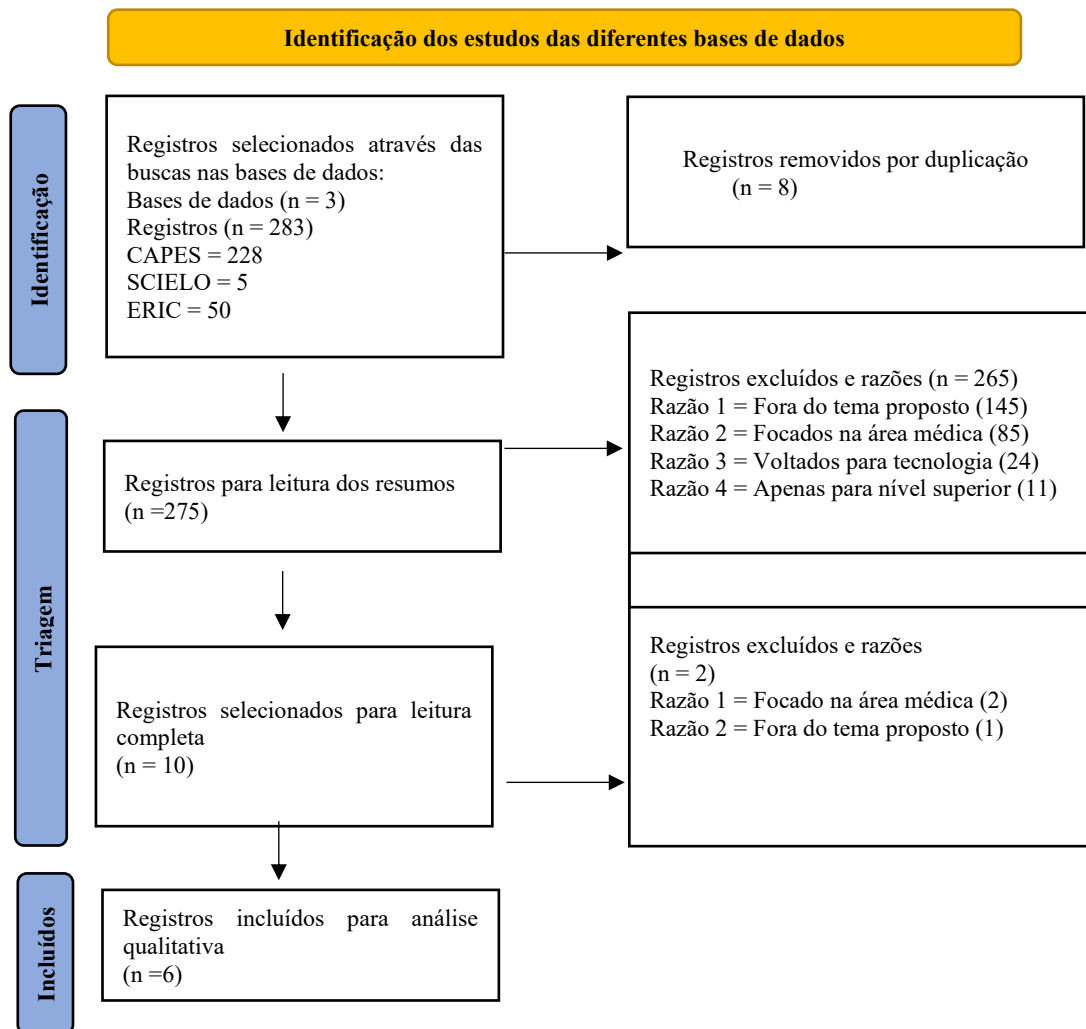 Identificação dos estudos das diferentes bases de dados
Identificação
Registros selecionados através das
buscas nas bases de dados:
Bases de dados (n = 3)
Registros (n = 283)
CAPES = 228
SCIELO = 5
ERIC = 50
Registros removidos por duplicação
(n = 8)
Triagem
Registros para leitura dos resumos
(n =275)
Registros excluídos e razões (n = 265)
Razão 1 = Fora do tema proposto (145)
Razão 2 = Focados na área médica (85)
Razão 3 = Voltados para tecnologia (24)
Razão 4 = Apenas para nível superior (11)
Registros selecionados para leitura
completa
(n = 10)
Registros excluídos e razões
(n = 2)
Razão 1 = Focado na área médica (2)
Razão 2 = Fora do tema proposto (1)
Incluídos
Registros incluídos para análise
qualitativa
(n =6)